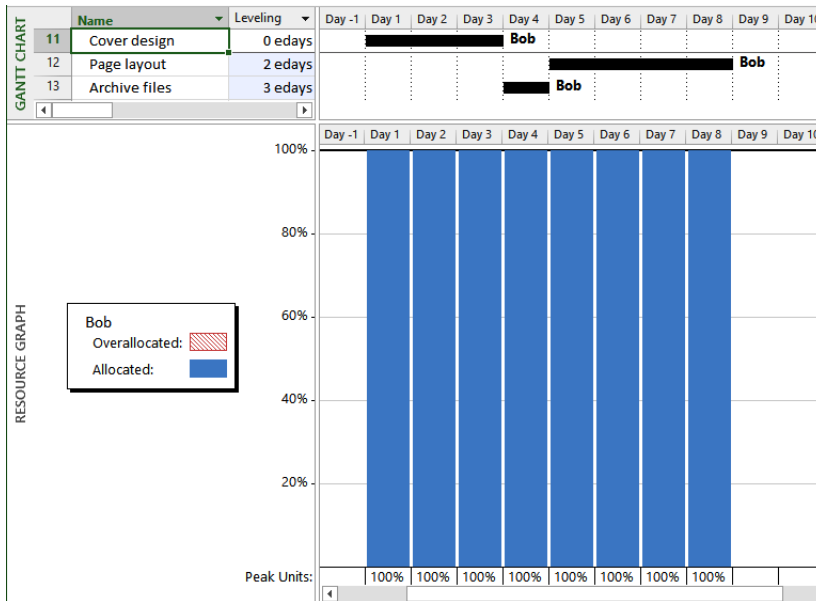 GANTT CHART
Name Leveling Day -1 Day 1 Day 2 Day 3 Day 4 Day 5 Day 6 Day 7 Day 8 Day 9 Day 10
11 Cover design 0 edays Bob
12 Page layout 2 edays Bob
13 Archive files 3 edays Bob
RESOURCE GRAPH
Day -1 Day 1 Day 2 Day 3 Day 4 Day 5 Day 6 Day 7 Day 8 Day 9 Day 10
100%
80%
60%
Bob
Overallocated:
Allocated:
40%
20%
Peak Units: 100% 100% 100% 100% 100% 100% 100% 100%